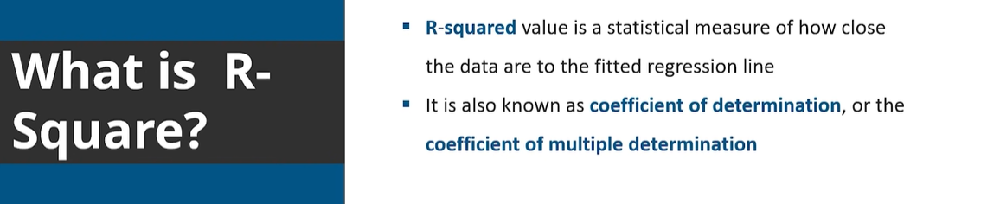 What is R-
Square?
▪ R-squared value is a statistical measure of how close
the data are to the fitted regression line
▪ It is also known as coefficient of determination, or the
coefficient of multiple determination